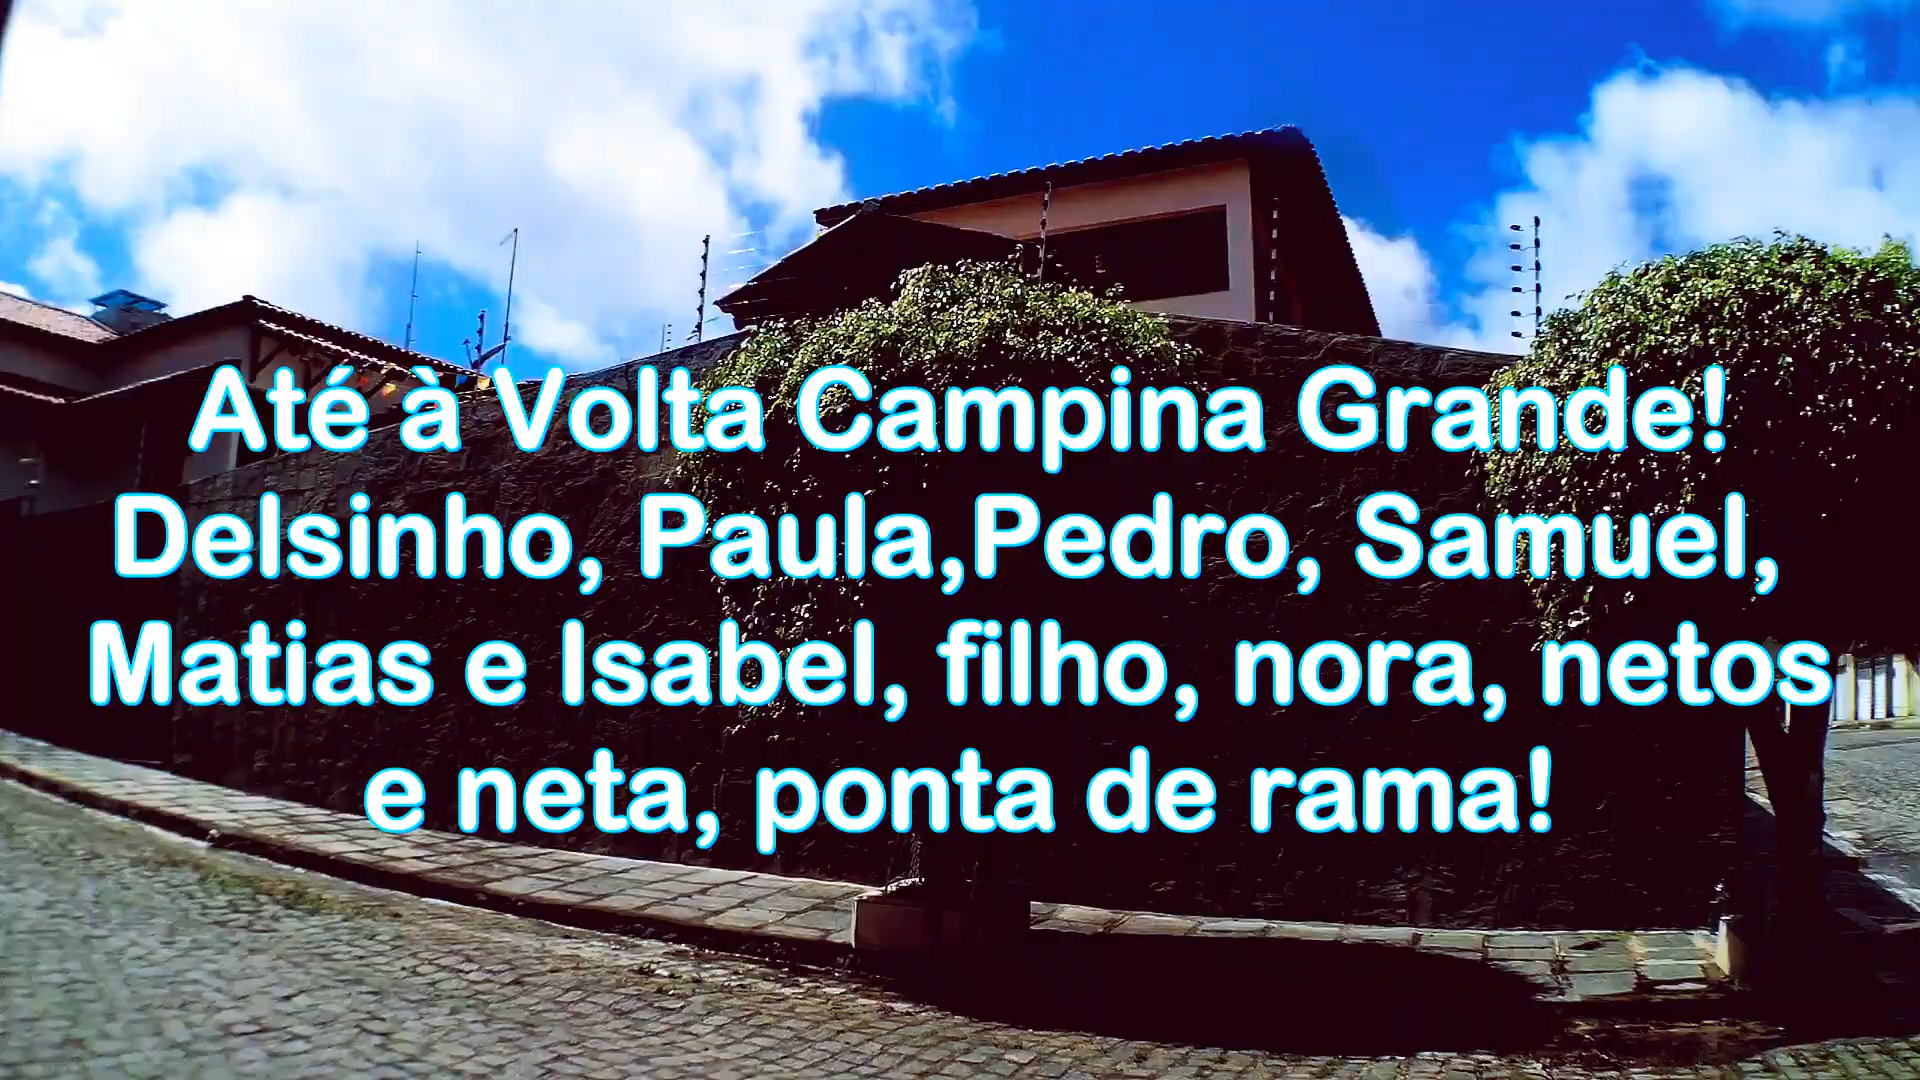 Até à Volta Campina Grande!
Delsinho, Paula,Pedro, Samuel,
Matias e Isabel, filho, nora, netos
e neta, ponta de rama!